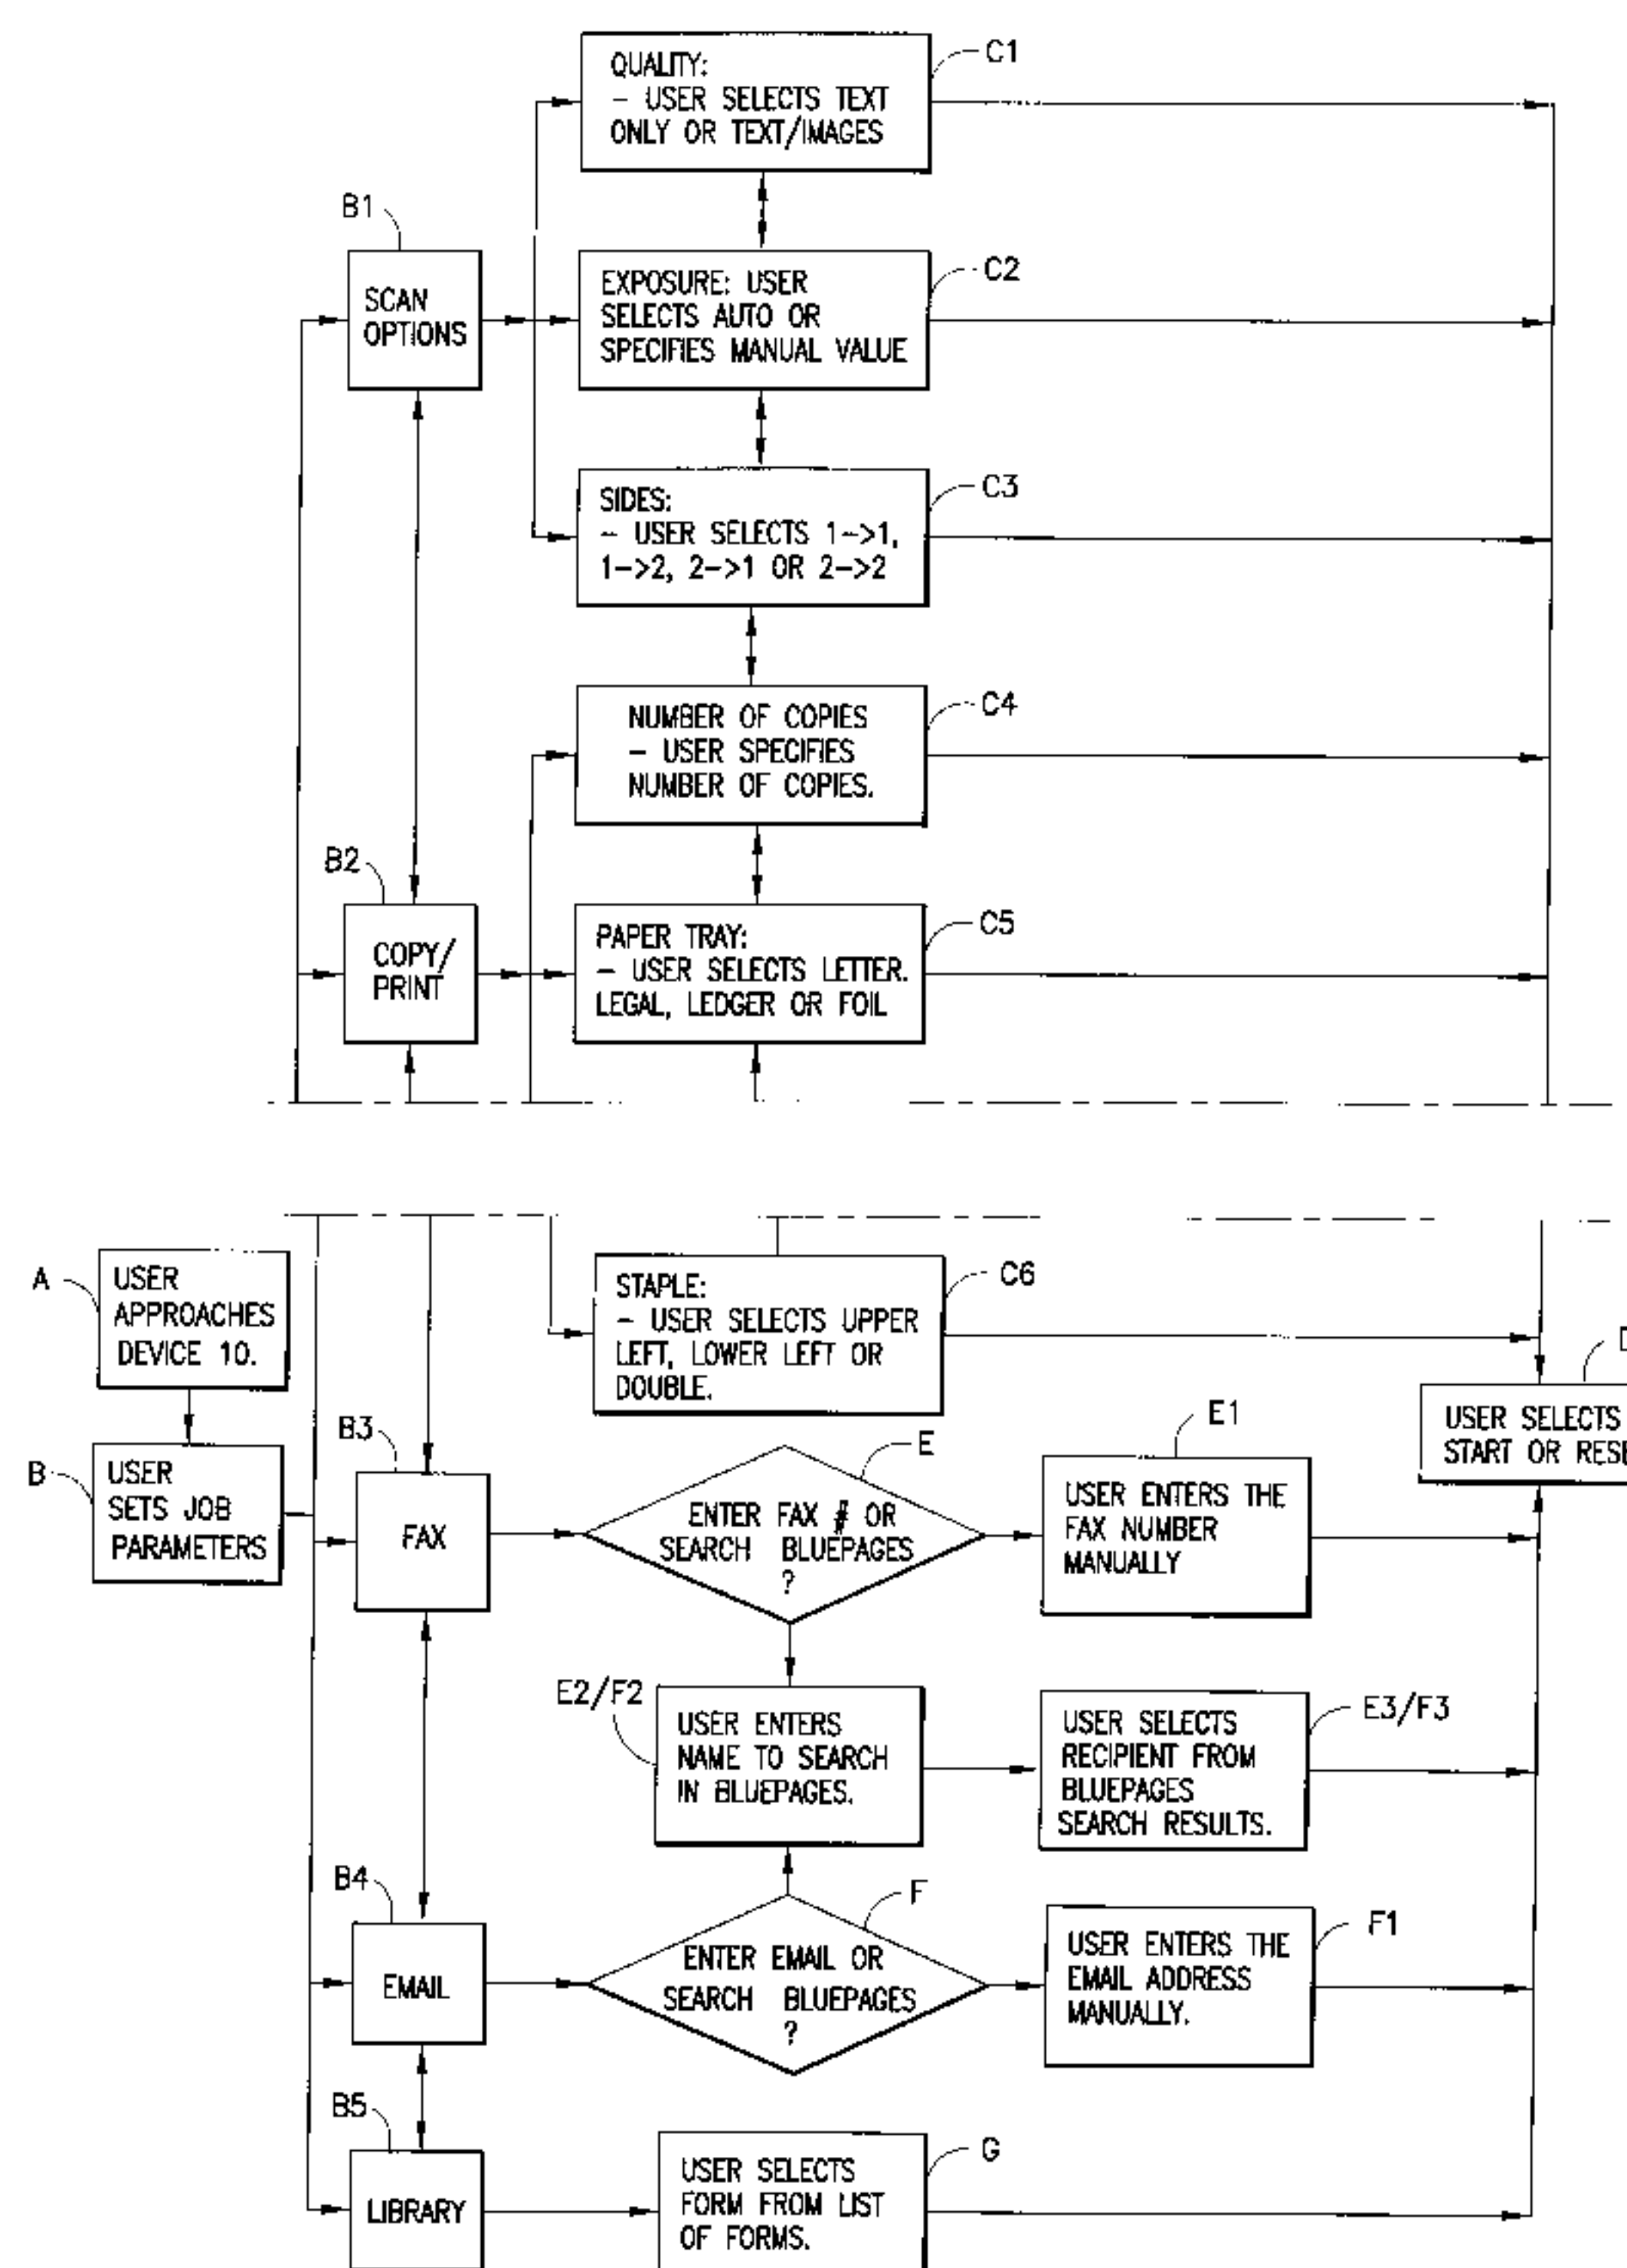 C1
QUALITY:
- USER SELECTS TEXT
ONLY OR TEXT/IMAGES
B1
SCAN
OPTIONS
C2
EXPOSURE: USER
SELECTS AUTO OR
SPECIFIES MANUAL VALUE
C3
SIDES:
- USER SELECTS 1->1,
1->2, 2->1 OR 2->2
C4
NUMBER OF COPIES
- USER SPECIFIES
NUMBER OF COPIES.
B2
COPY/
PRINT
C5
PAPER TRAY:
- USER SELECTS LETTER.
LEGAL, LEDGER OR FOIL
A
USER
APPROACHES
DEVICE 10.
C6
STAPLE:
- USER SELECTS UPPER
LEFT, LOWER LEFT OR
DOUBLE.
B
USER
SETS JOB
PARAMETERS
B3
FAX
E
ENTER FAX # OR
SEARCH BLUEPAGES
?
E1
USER ENTERS THE
FAX NUMBER
MANUALLY
USER SELECTS
START OR
E2/F2
USER ENTERS
NAME TO SEARCH
IN BLUEPAGES.
E3/F3
USER SELECTS
RECIPIENT FROM
BLUEPAGES
SEARCH RESULTS.
B4
EMAIL
F
ENTER EMAIL OR
SEARCH BLUEPAGES
?
F1
USER ENTERS THE
EMAIL ADDRESS
MANUALLY.
B5
LIBRARY
G
USER SELECTS
FORM FROM LIST
OF FORMS.